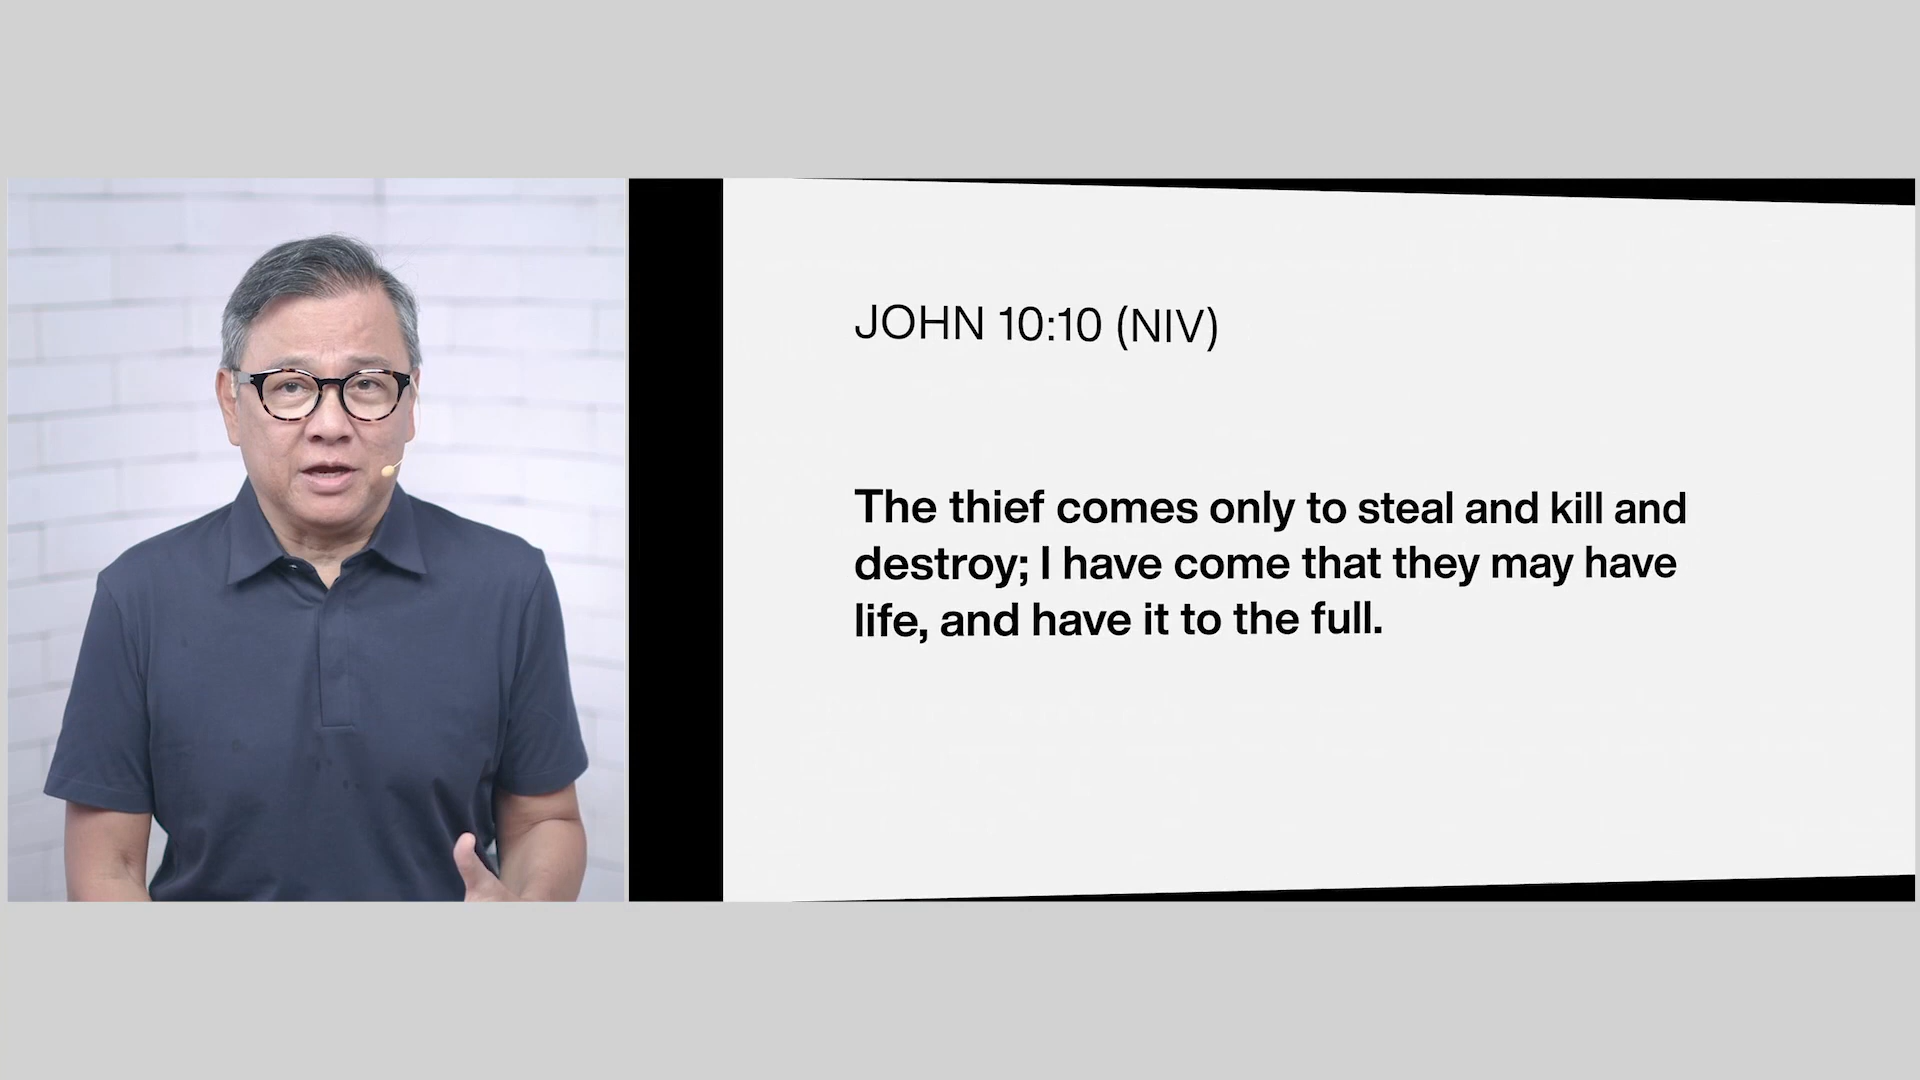 JOHN 10:10 (NIV)
The thief comes only to steal and kill and
destroy; I have come that they may have
life, and have it to the full.